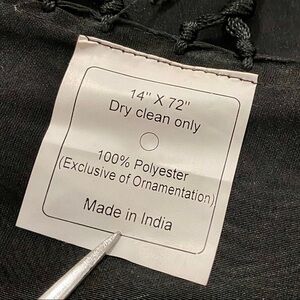 14" X 72"
Dry clean only
100% Polyester
(Exclusive of Ornamentation)
Made in India